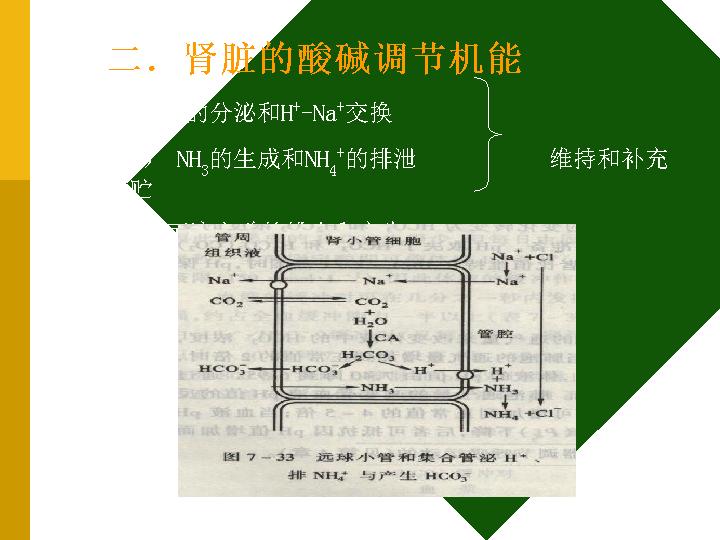 二．肾脏的酸碱调节机能
的分泌和H⁺-Na⁺交换
NH₃的生成和NH₄⁺的排泄 维持和补充
贮
管周
组织液
肾小管细胞
Na⁺+Cl⁻
Na⁺ Na⁺ Na⁺
CO₂ CO₂
+
H₂O
管腔
CA
H₂CO₃
HCO₃⁻ HCO₃⁻ H⁺ H⁺
+
NH₃ NH₃
NH₄⁺+Cl⁻
图 7-33 远球小管和集合管泌 H⁺、
排 NH₄⁺ 与产生 HCO₃⁻